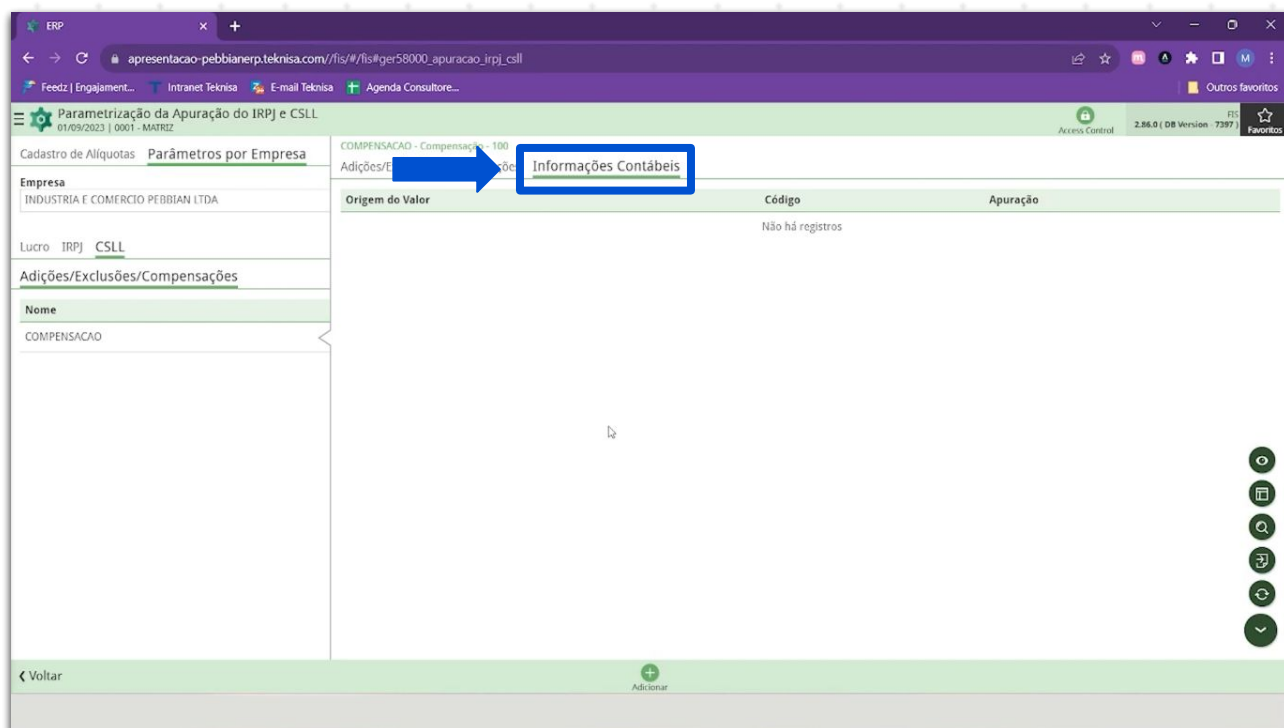 ERP
apresentacao-pebbianerp.teknisa.com//fis/#/fis#ger58000_apuracao_irpj_csll
M
Feedz | Engajament... Intranet Teknisa E-mail Teknisa Agenda Consultore... Outros favoritos
Parametrização da Apuração do IRPJ e CSLL
01/09/2023 | 0001 - MATRIZ
Access Control
FIS
2.86.0 ( DB Version - 7397 )
Favoritos
Cadastro de Alíquotas Parâmetros por Empresa
Empresa
INDUSTRIA E COMERCIO PEBBIAN LTDA
Lucro IRPJ CSLL
Adições/Exclusões/Compensações
Nome
COMPENSACAO
COMPENSACAO - Compensação - 100
Adições/E Informações Contábeis
Origem do Valor Código Apuração
Não há registros
Voltar
Adicionar